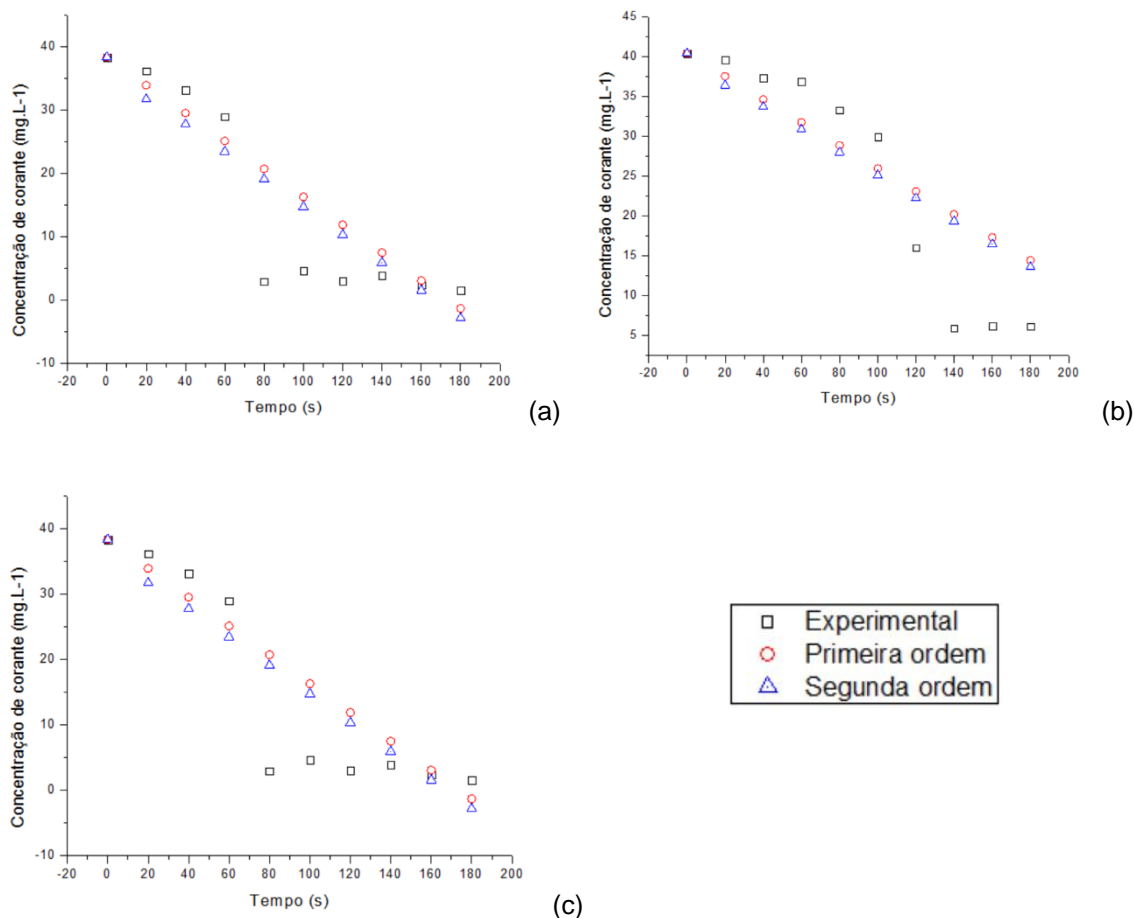 Concentração de corante (mg.L-1)
40
30
20
10
0
-10
-20 0 20 40 60 80 100 120 140 160 180 200
Tempo (s)
(a)
Concentração de corante (mg.L-1)
45
40
35
30
25
20
15
10
5
-20 0 20 40 60 80 100 120 140 160 180 200
Tempo (s)
(b)
Concentração de corante (mg.L-1)
40
30
20
10
0
-10
-20 0 20 40 60 80 100 120 140 160 180 200
Tempo (s)
(c)
Experimental
Primeira ordem
Segunda ordem